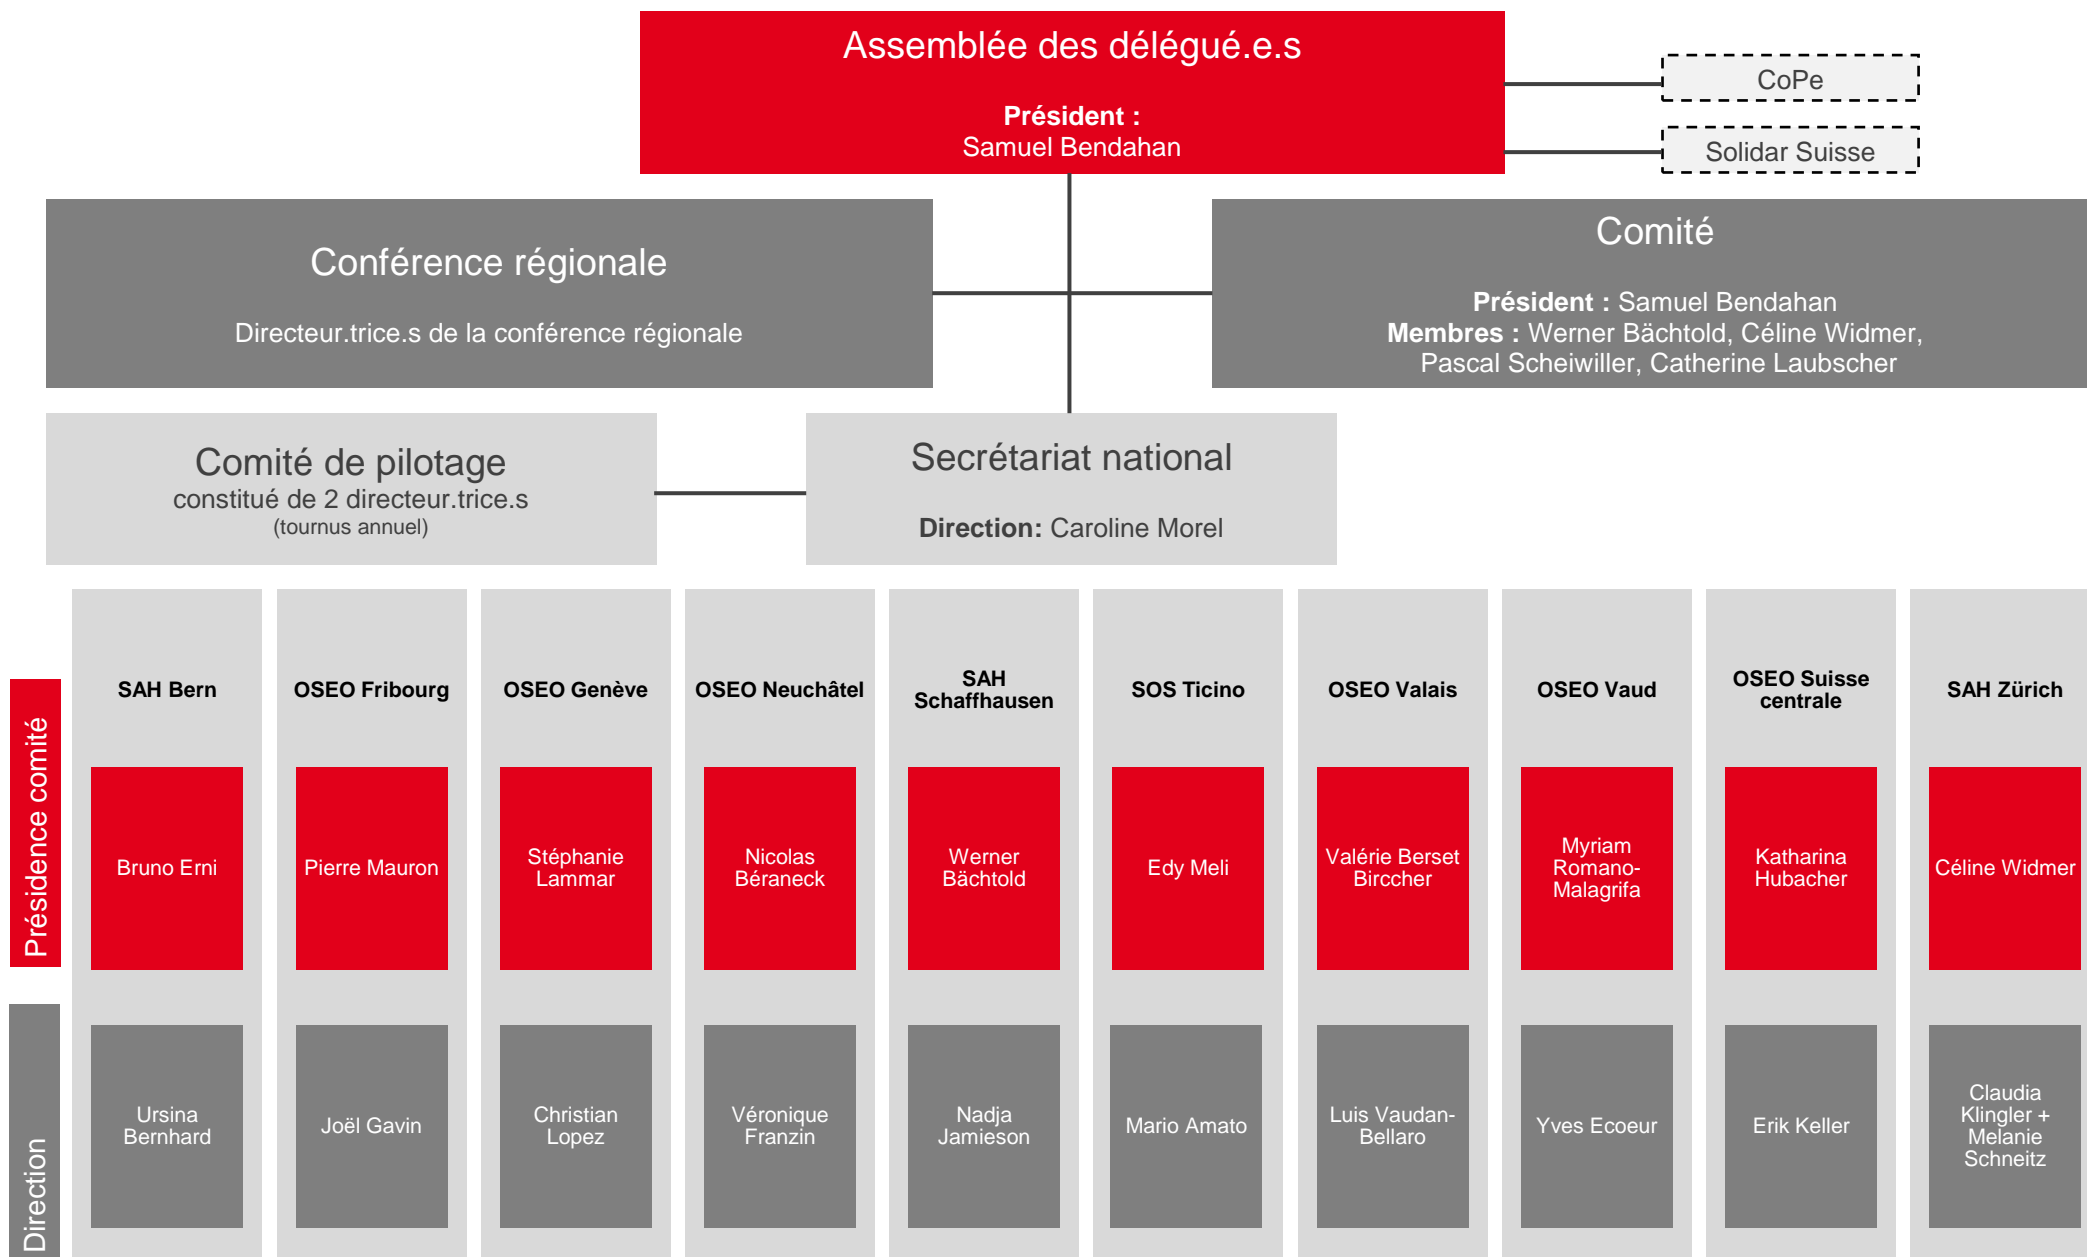 Assemblée des délégué.e.s
Président :
Samuel Bendahan
CoPe
Solidar Suisse
Conférence régionale
Directeur.trice.s de la conférence régionale
Comité
Président : Samuel Bendahan
Membres : Werner Bächtold, Céline Widmer,
Pascal Scheiwiller, Catherine Laubscher
Comité de pilotage
constitué de 2 directeur.trice.s
(tournus annuel)
Secrétariat national
Direction: Caroline Morel
SAH Bern
OSEO Fribourg
OSEO Genève
OSEO Neuchâtel
SAH
Schaffhausen
SOS Ticino
OSEO Valais
OSEO Vaud
OSEO Suisse
centrale
SAH Zürich
Présidence comité
Bruno Erni
Pierre Mauron
Stéphanie
Lammar
Nicolas
Béraneck
Werner
Bächtold
Edy Meli
Valérie Berset
Birccher
Myriam
Romano-
Malagrifa
Katharina
Hubacher
Céline Widmer
Direction
Ursina
Bernhard
Joël Gavin
Christian
Lopez
Véronique
Franzin
Nadja
Jamieson
Mario Amato
Luis Vaudan-
Bellaro
Yves Ecoeur
Erik Keller
Claudia
Klingler +
Melanie
Schneitz